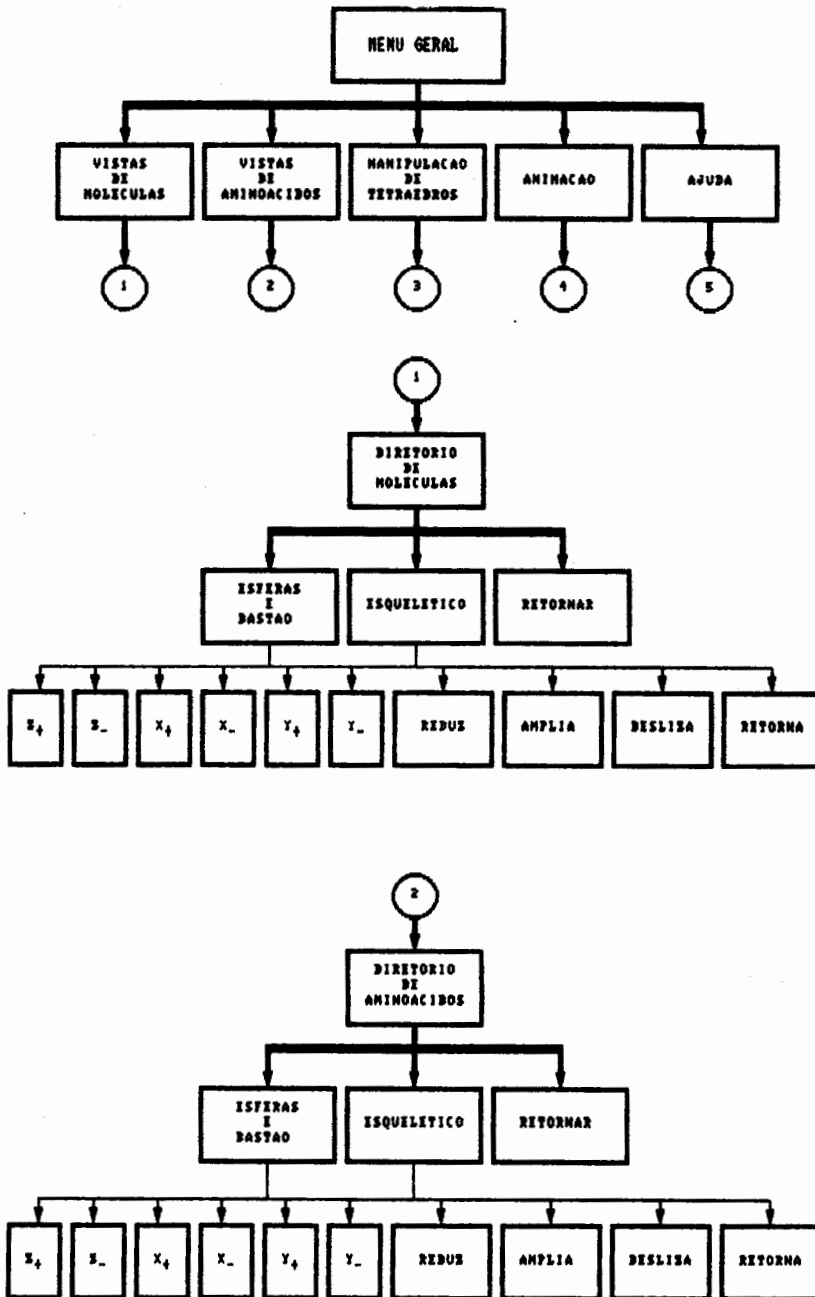 MENU GERAL
VISTAS
DE
MOLECULAS
VISTAS
DE
AMINOACIDOS
MANIPULACAO
DE
TETRAEDROS
ANIMACAO
AJUDA
1
2
3
4
5
1
DIRETORIO
DE
MOLECULAS
ESFERAS
E
BASTAO
ESQUELETICO
RETORNAR
Z+
Z-
X+
X-
Y+
Y-
REDUZ
AMPLIA
DESLIZA
RETORNA
2
DIRETORIO
DE
AMINOACIDOS
ESFERAS
E
BASTAO
ESQUELETICO
RETORNAR
Z+
Z-
X+
X-
Y+
Y-
REDUZ
AMPLIA
DESLIZA
RETORNA